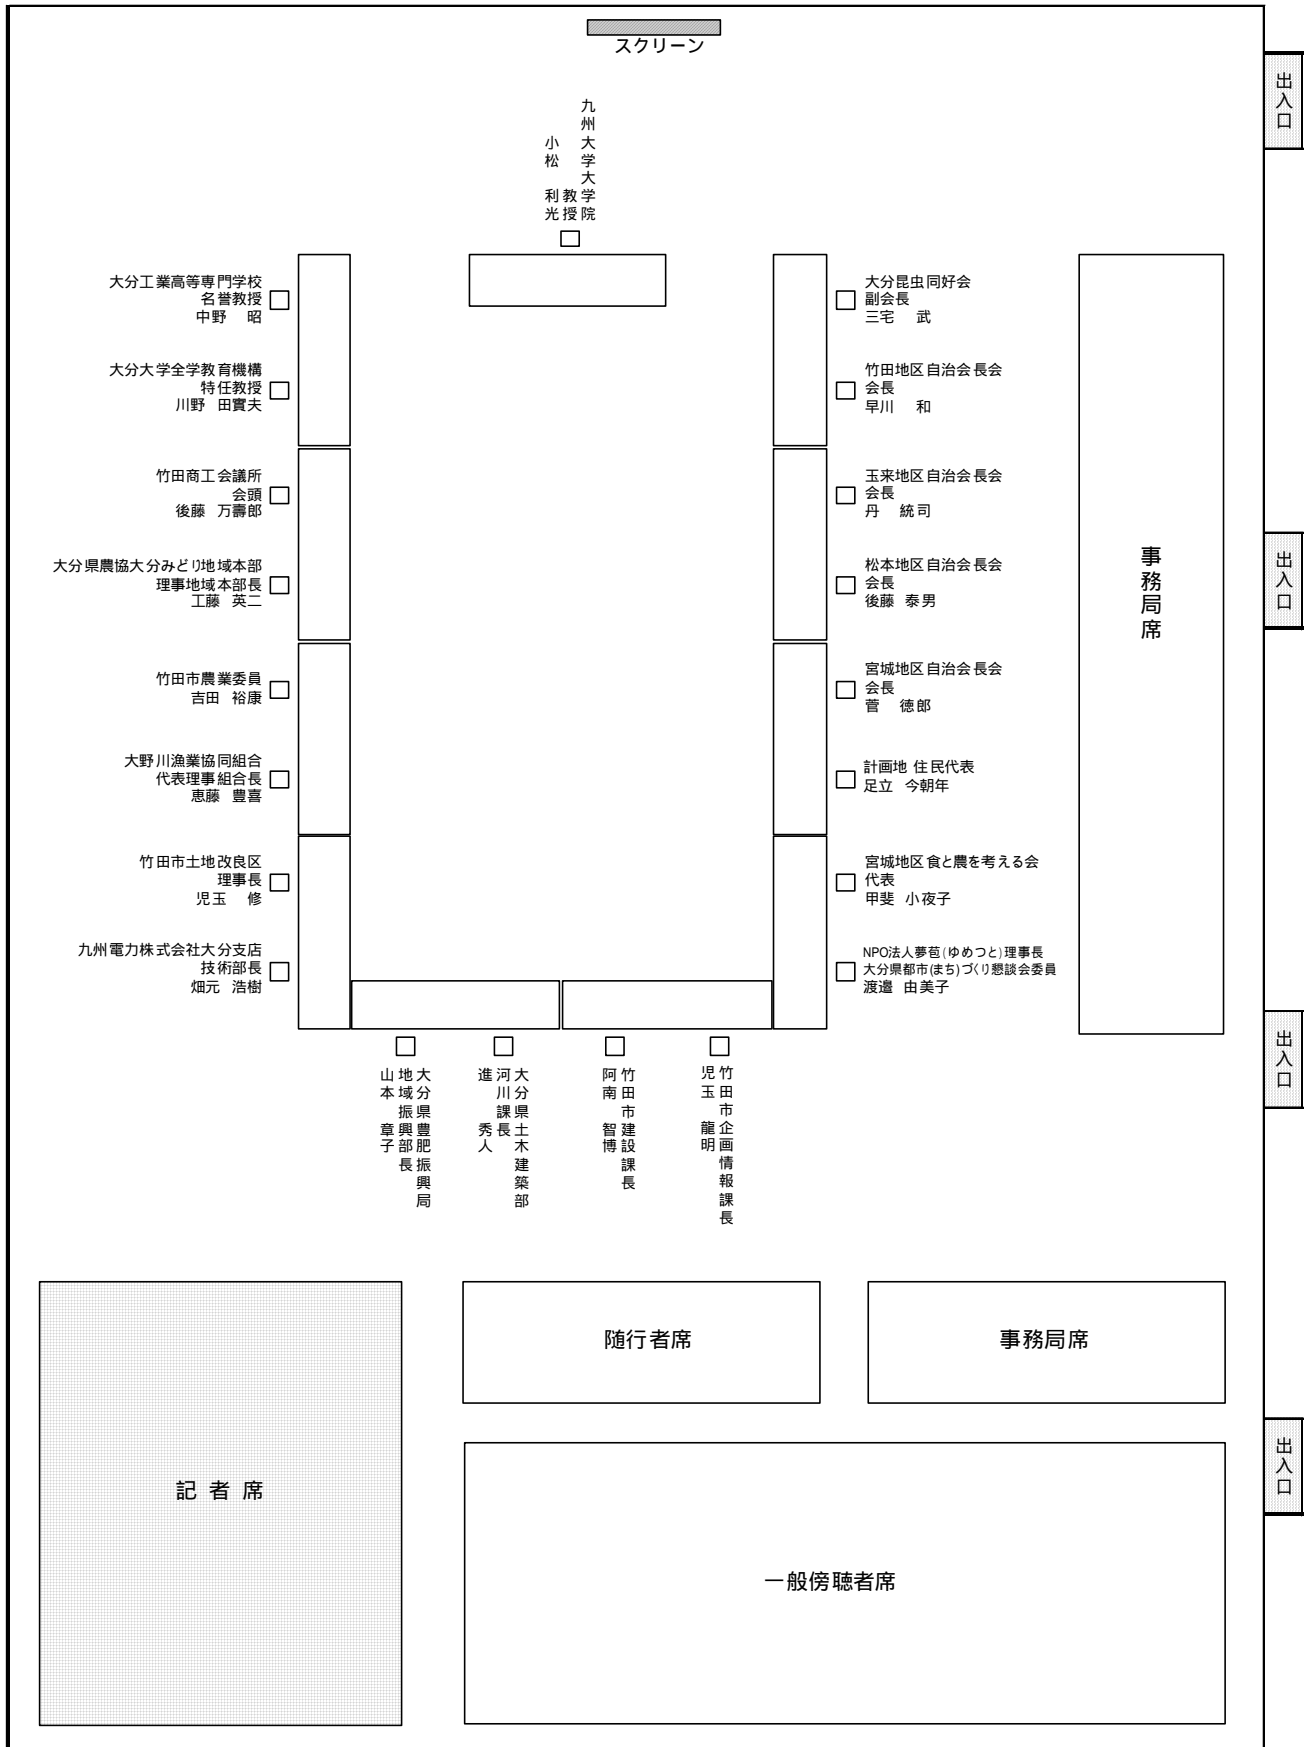 スクリーン
出入口
九州大学大学院
教授
小松 利光
大分工業高等専門学校
名誉教授
中野 昭
大分昆虫同好会
副会長
三宅 武
大分大学全学教育機構
特任教授
川野 田實夫
竹田地区自治会長会
会長
早川 和
竹田商工会議所
会頭
後藤 万壽郎
玉来地区自治会長会
会長
丹 統司
大分県農協大分みどり地域本部
理事地域本部長
工藤 英二
松本地区自治会長会
会長
後藤 泰男
事務局席
出入口
竹田市農業委員
吉田 裕康
宮城地区自治会長会
会長
菅 徳郎
大野川漁業協同組合
代表理事組合長
恵藤 豊喜
計画地 住民代表
足立 今朝年
竹田市土地改良区
理事長
児玉 修
宮城地区食と農を考える会
代表
甲斐 小夜子
九州電力株式会社大分支店
技術部長
畑元 浩樹
NPO法人夢苞(ゆめつと)理事長
大分県都市(まち)づくり懇談会委員
渡邉 由美子
出入口
大分県豊肥振興局
地域振興部長
山本 章子
大分県土木建築部
河川課長
進 秀人
竹田市建設課長
阿南 智博
竹田市企画情報課長
児玉 龍明
随行者席
事務局席
記者席
出入口
一般傍聴者席